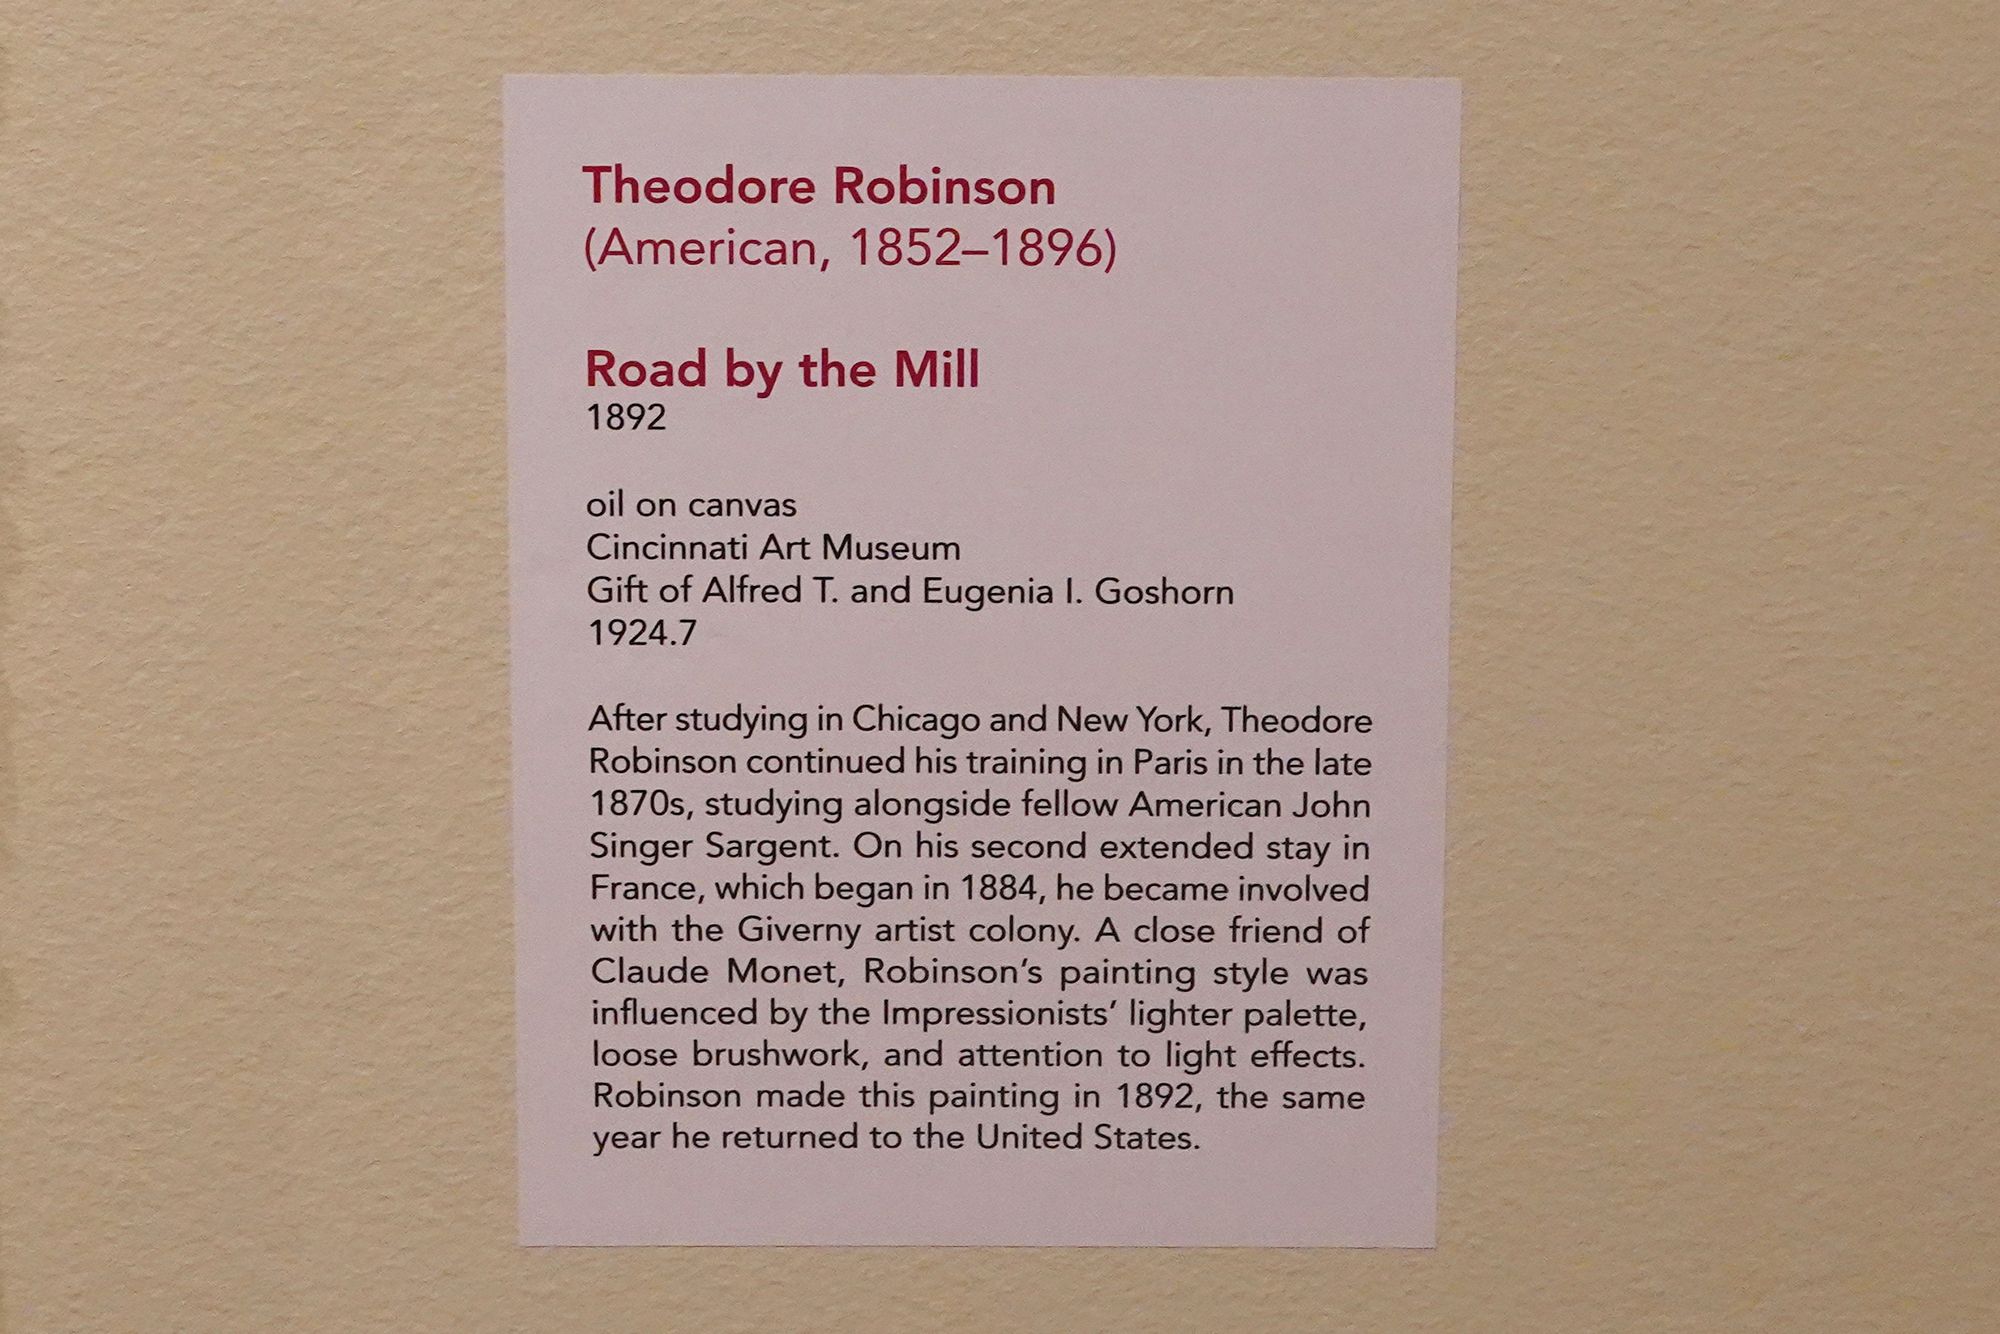 Theodore Robinson
(American, 1852–1896)
Road by the Mill
1892
oil on canvas
Cincinnati Art Museum
Gift of Alfred T. and Eugenia I. Goshorn
1924.7
After studying in Chicago and New York, Theodore
Robinson continued his training in Paris in the late
1870s, studying alongside fellow American John
Singer Sargent. On his second extended stay in
France, which began in 1884, he became involved
with the Giverny artist colony. A close friend of
Claude Monet, Robinson’s painting style was
influenced by the Impressionists’ lighter palette,
loose brushwork, and attention to light effects.
Robinson made this painting in 1892, the same
year he returned to the United States.